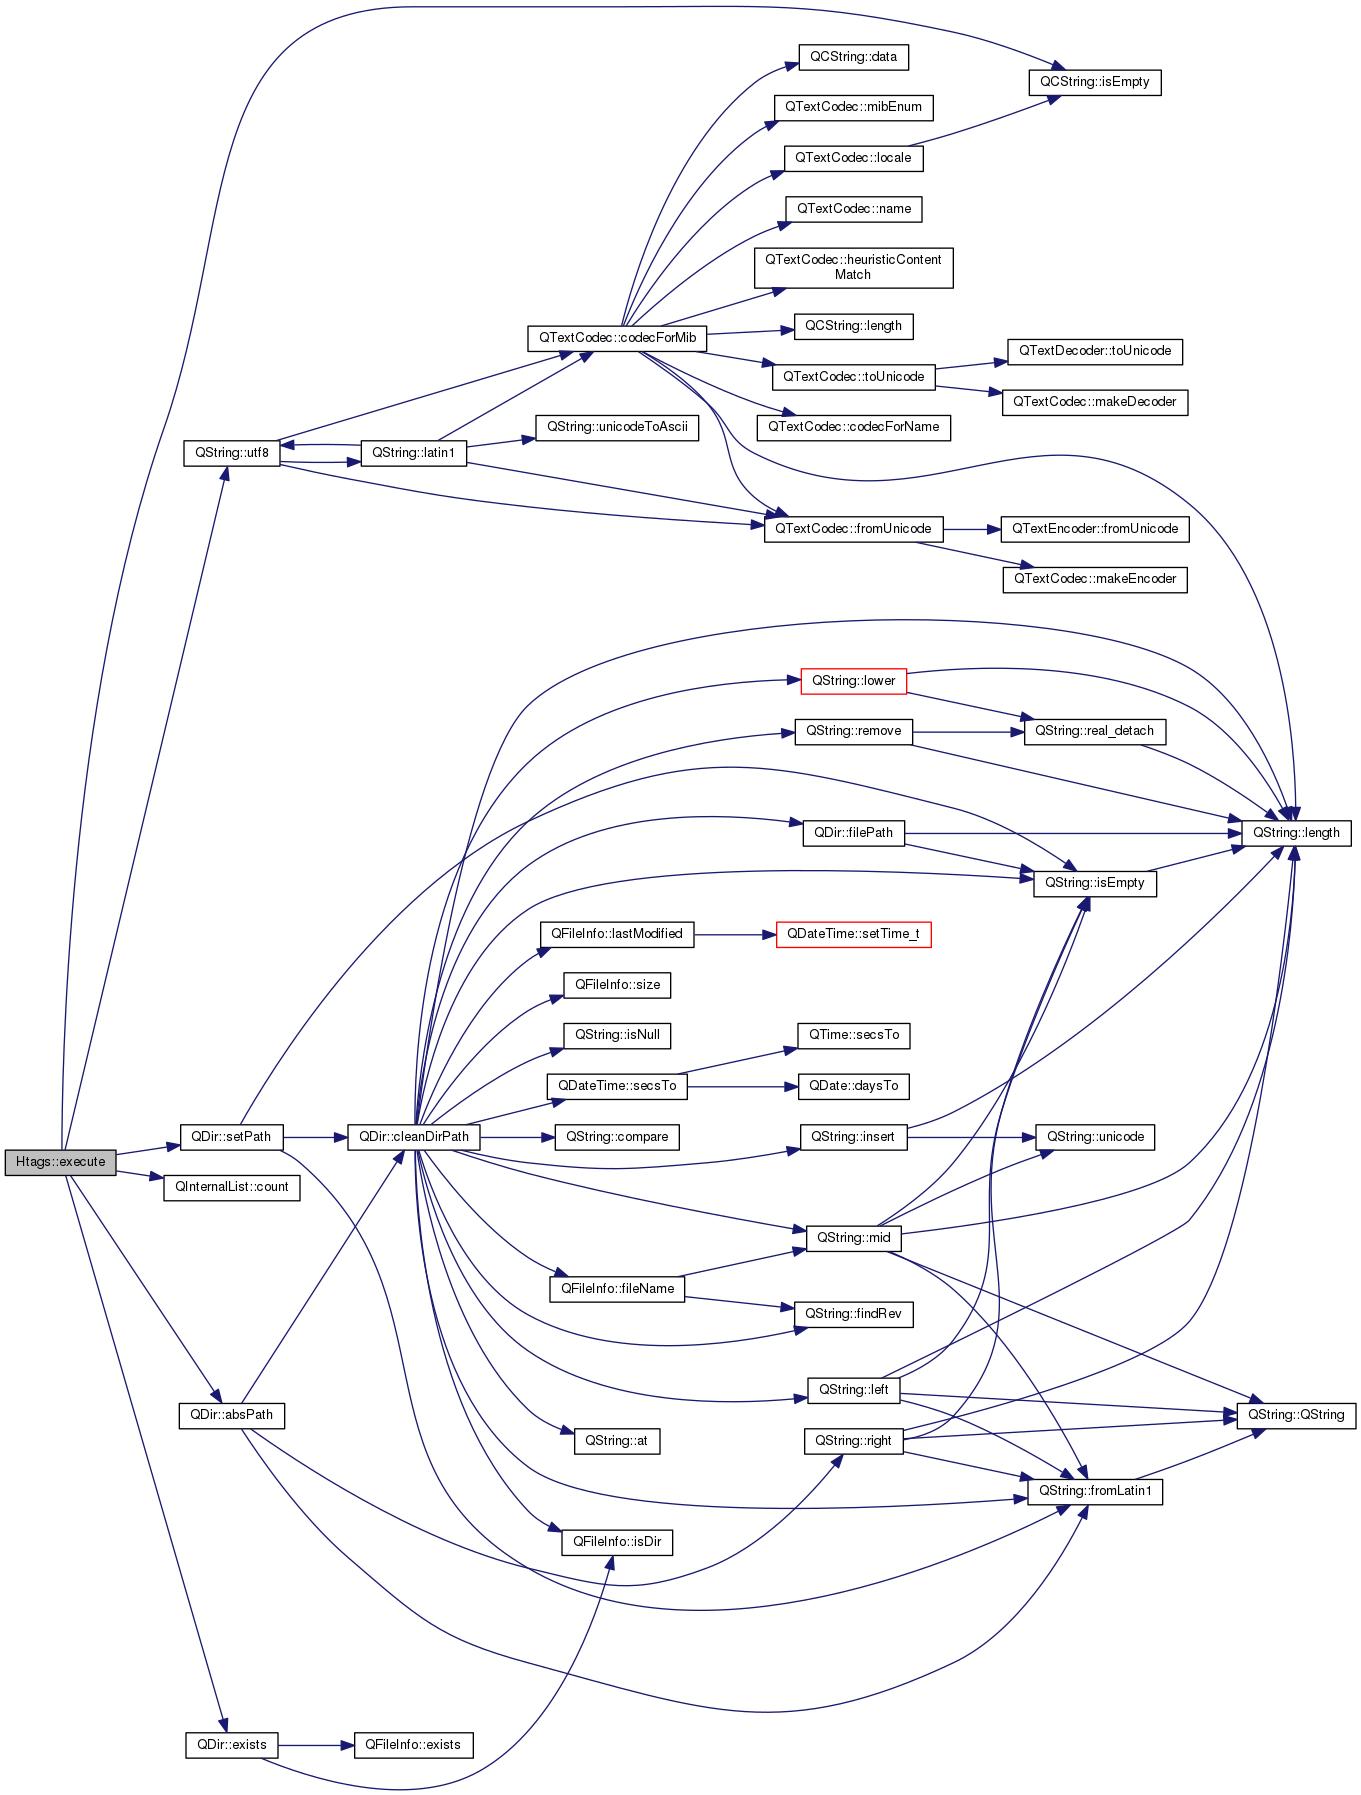 QCString::data
QCString::isEmpty
QTextCodec::mibEnum
QTextCodec::locale
QTextCodec::name
QTextCodec::heuristicContent
Match
QCString::length
QTextCodec::codecForMib
QTextDecoder::toUnicode
QTextCodec::toUnicode
QTextCodec::makeDecoder
QTextCodec::codecForName
QString::unicodeToAscii
QString::utf8
QString::latin1
QTextCodec::fromUnicode
QTextEncoder::fromUnicode
QTextCodec::makeEncoder
QString::lower
QString::remove
QString::real_detach
QDir::filePath
QString::length
QString::isEmpty
QFileInfo::lastModified
QDateTime::setTime_t
QFileInfo::size
QString::isNull
QTime::secsTo
QDateTime::secsTo
QDate::daysTo
QDir::setPath
QDir::cleanDirPath
QString::compare
QString::insert
QString::unicode
Htags::execute
QInternalList::count
QString::mid
QFileInfo::fileName
QString::findRev
QString::left
QDir::absPath
QString::QString
QString::at
QString::right
QString::fromLatin1
QFileInfo::isDir
QDir::exists
QFileInfo::exists